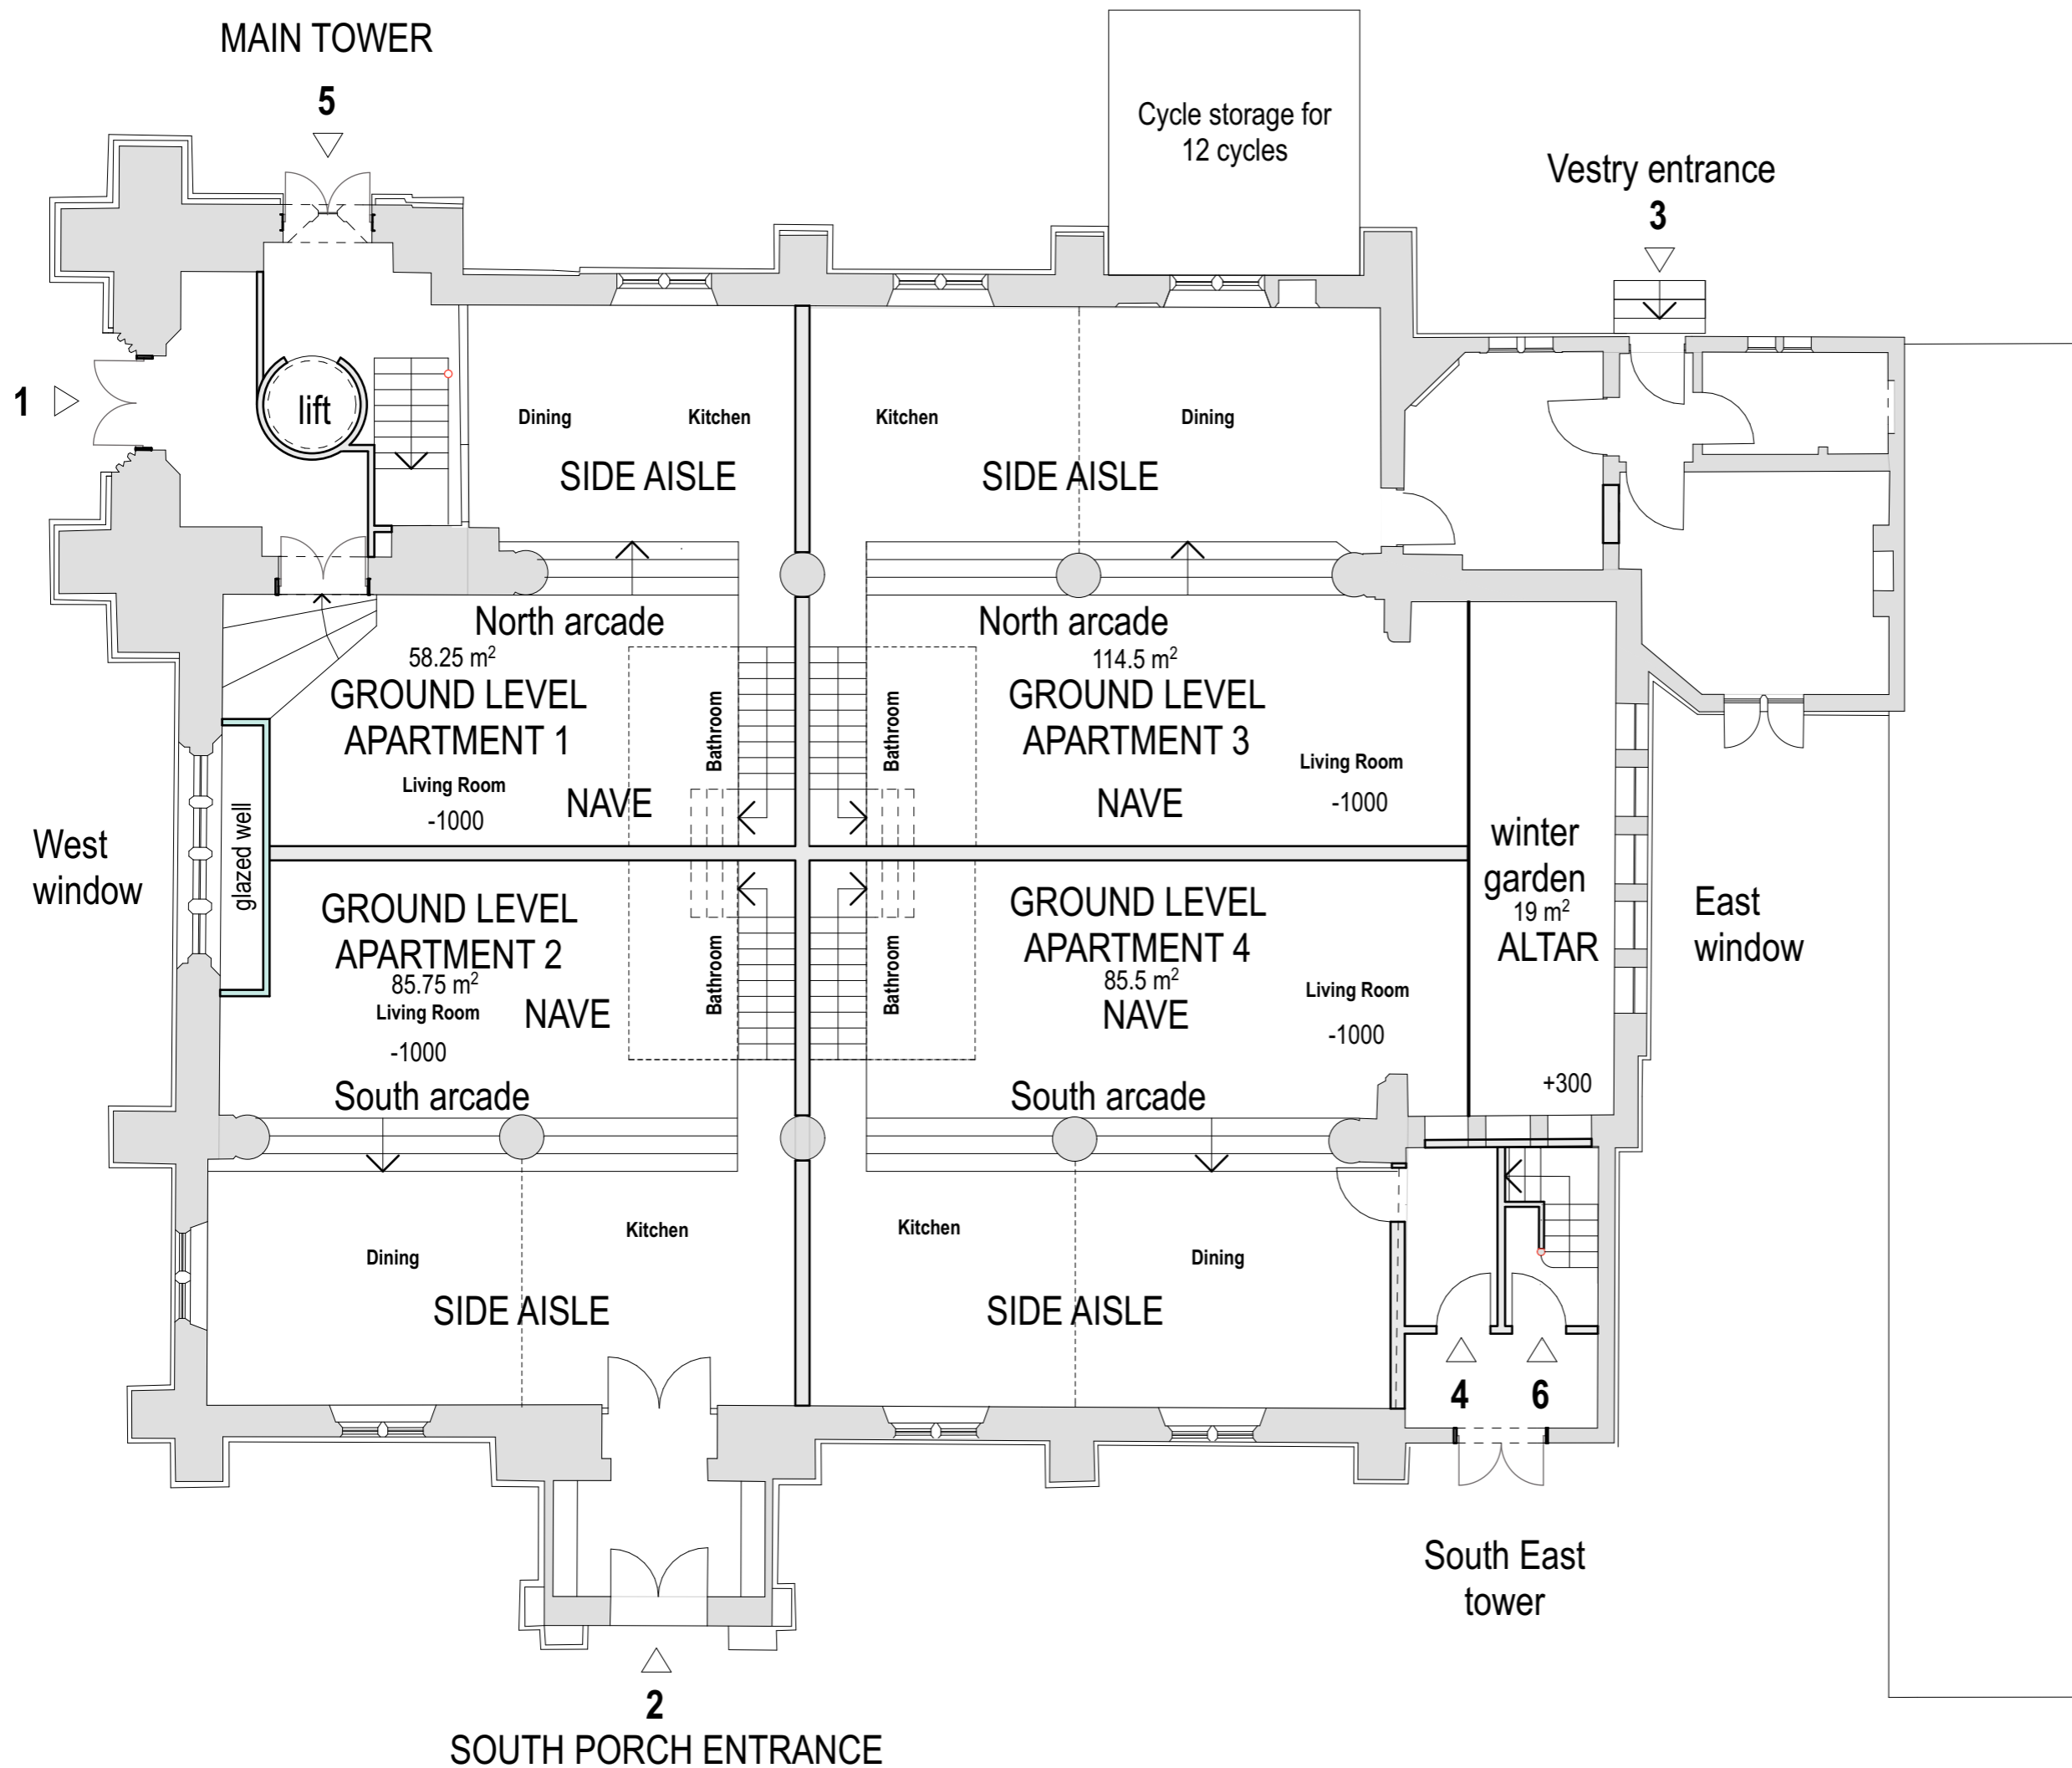 MAIN TOWER
5
Cycle storage for
12 cycles
Vestry entrance
3
1
lift
Dining
Kitchen
SIDE AISLE
Kitchen
Dining
SIDE AISLE
North arcade
58.25 m²
GROUND LEVEL
APARTMENT 1
Living Room
-1000
NAVE
Bathroom
Bathroom
North arcade
114.5 m²
GROUND LEVEL
APARTMENT 3
Living Room
-1000
NAVE
West
window
glazed well
winter
garden
19 m²
ALTAR
+300
East
window
GROUND LEVEL
APARTMENT 2
85.75 m²
Living Room
-1000
NAVE
Bathroom
Bathroom
South arcade
GROUND LEVEL
APARTMENT 4
85.5 m²
NAVE
Living Room
-1000
South arcade
Dining
Kitchen
SIDE AISLE
Kitchen
Dining
SIDE AISLE
4
6
South East
tower
2
SOUTH PORCH ENTRANCE